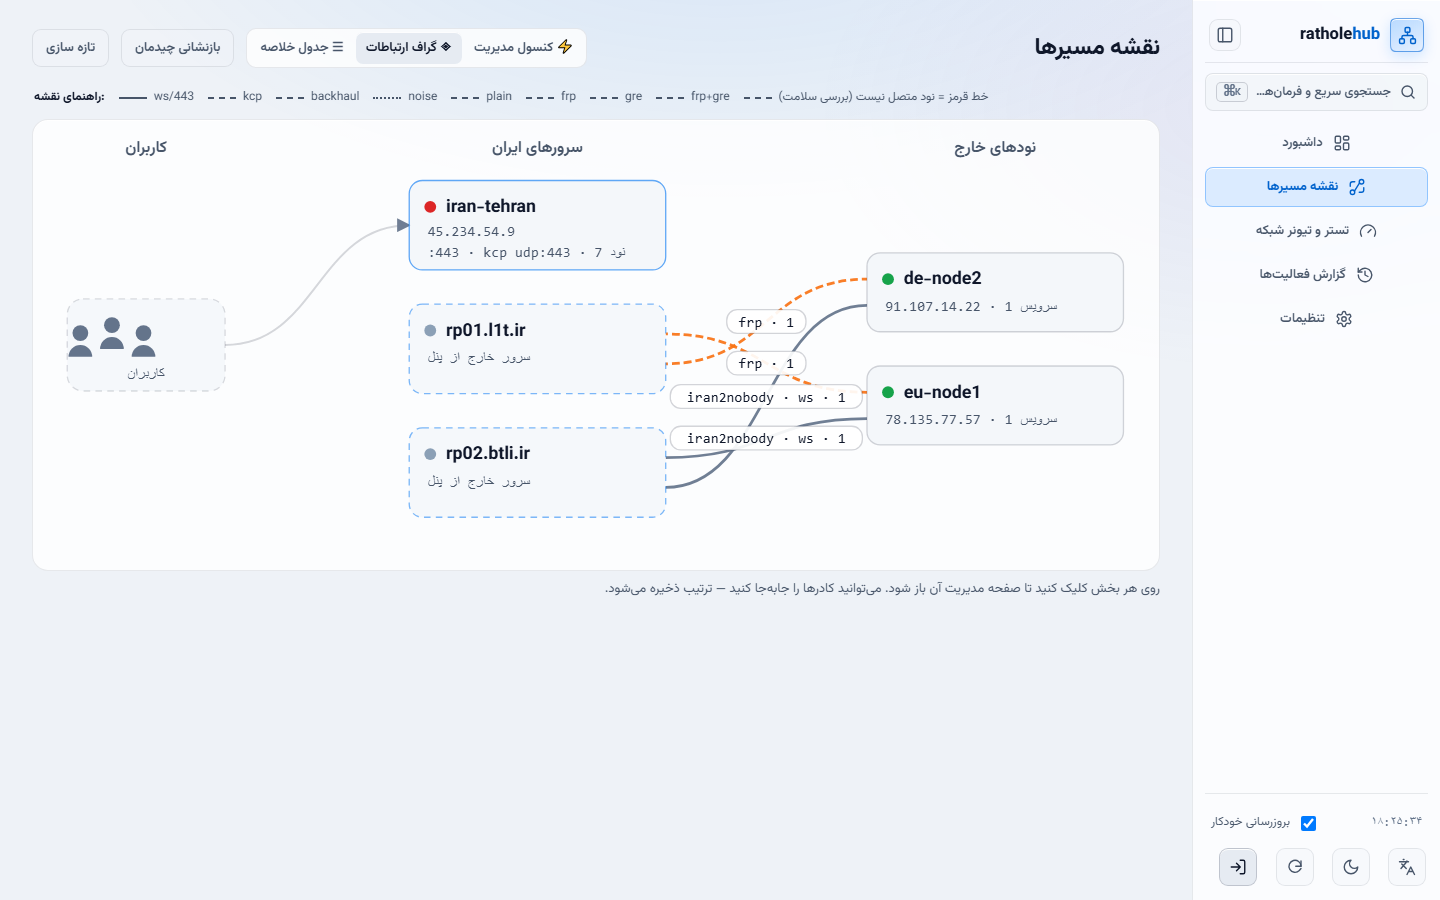 ratholehub
جستجوی سریع و فرمان‌ه...
⌘K
داشبورد
نقشه مسیرها
تستر و تیونر شبکه
گزارش فعالیت‌ها
تنظیمات
بروزرسانی خودکار
۱۸:۲۵:۳۴
نقشه مسیرها
⚡ کنسول مدیریت
◈ گراف ارتباطات
☰ جدول خلاصه
بازنشانی چیدمان
تازه سازی
راهنمای نقشه:
ws/443
kcp
backhaul
noise
plain
frp
gre
frp+gre
خط قرمز = نود متصل نیست (بررسی سلامت)
نودهای خارج
سرورهای ایران
کاربران
iran-tehran
45.234.54.9
:443 · kcp udp:443 · 7 نود
rp01.l1t.ir
سرور خارج از پنل
rp02.btli.ir
سرور خارج از پنل
کاربران
de-node2
91.107.14.22 · 1 سرویس
eu-node1
78.135.77.57 · 1 سرویس
frp · 1
frp · 1
iran2nobody · ws · 1
iran2nobody · ws · 1
روی هر بخش کلیک کنید تا صفحه مدیریت آن باز شود. می‌توانید کادرها را جابه‌جا کنید — ترتیب ذخیره می‌شود.